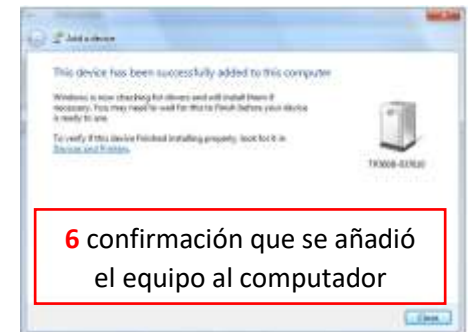 Add a device
This device has been successfully added to this computer
Windows is now checking for drivers and will install them if
necessary. You may need to wait for this to finish before your device
is ready to use.
To verify if this device finished installing properly, look for it in
Devices and Printers.
6 confirmación que se añadió
el equipo al computador
Close